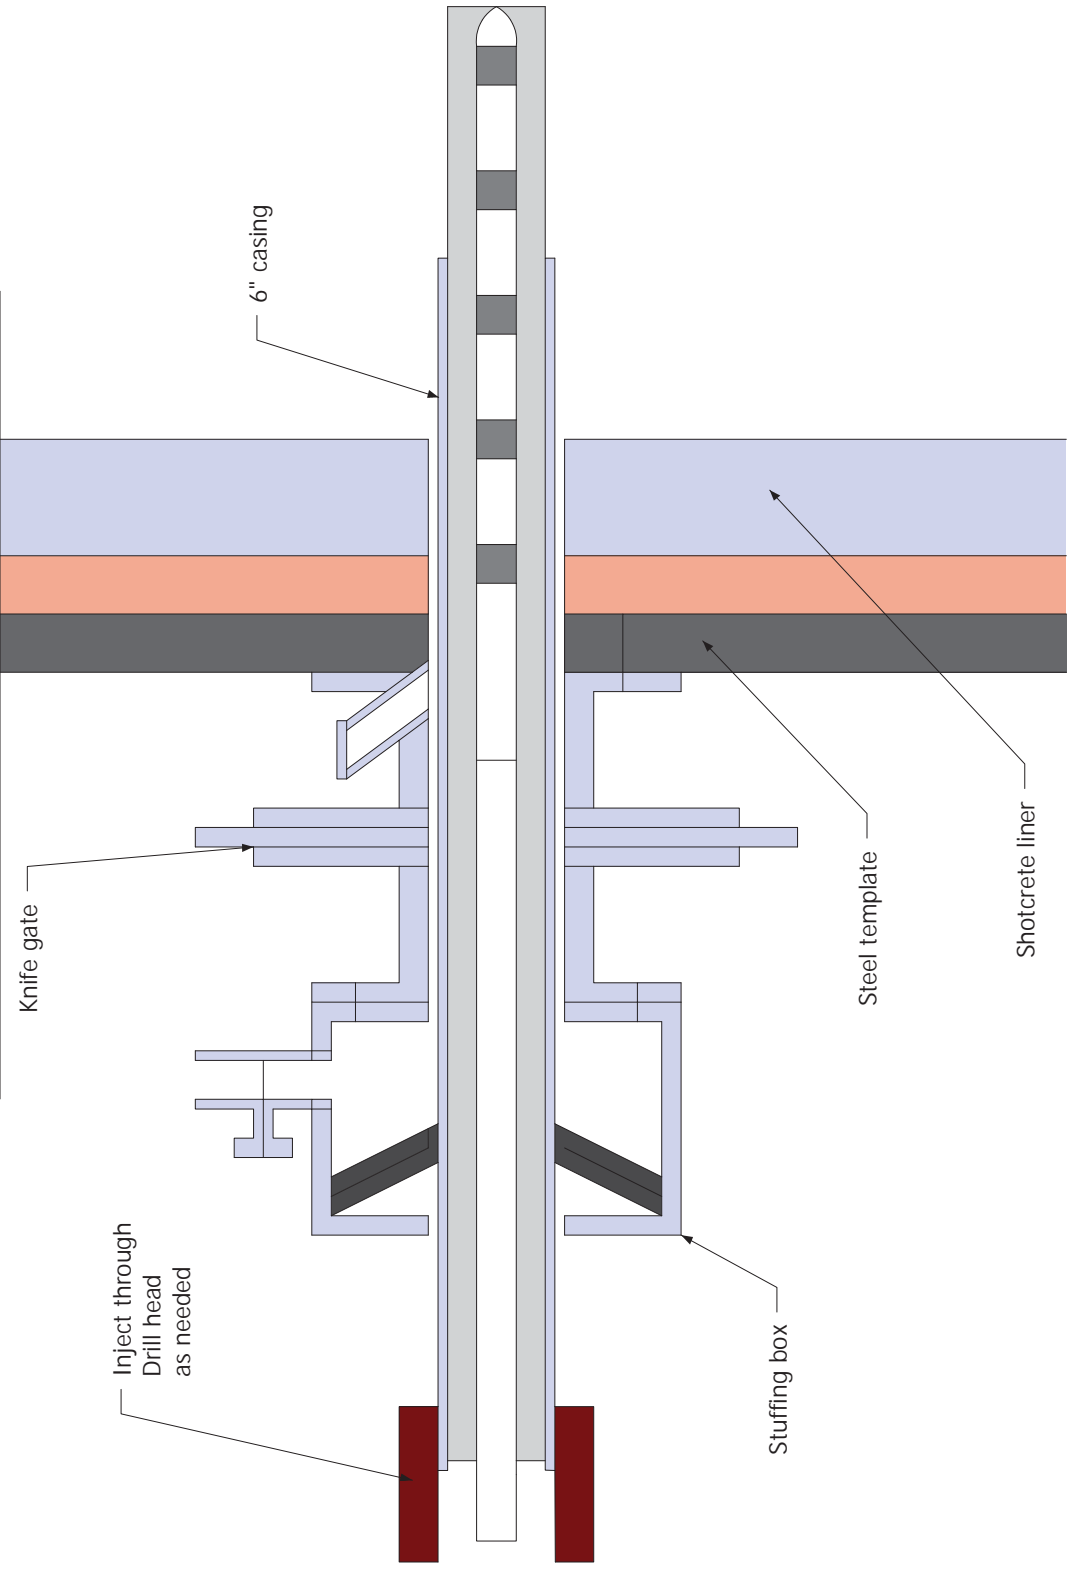 Knife gate
6" casing
Inject through
Drill head
as needed
Stuffing box
Steel template
Shotcrete liner